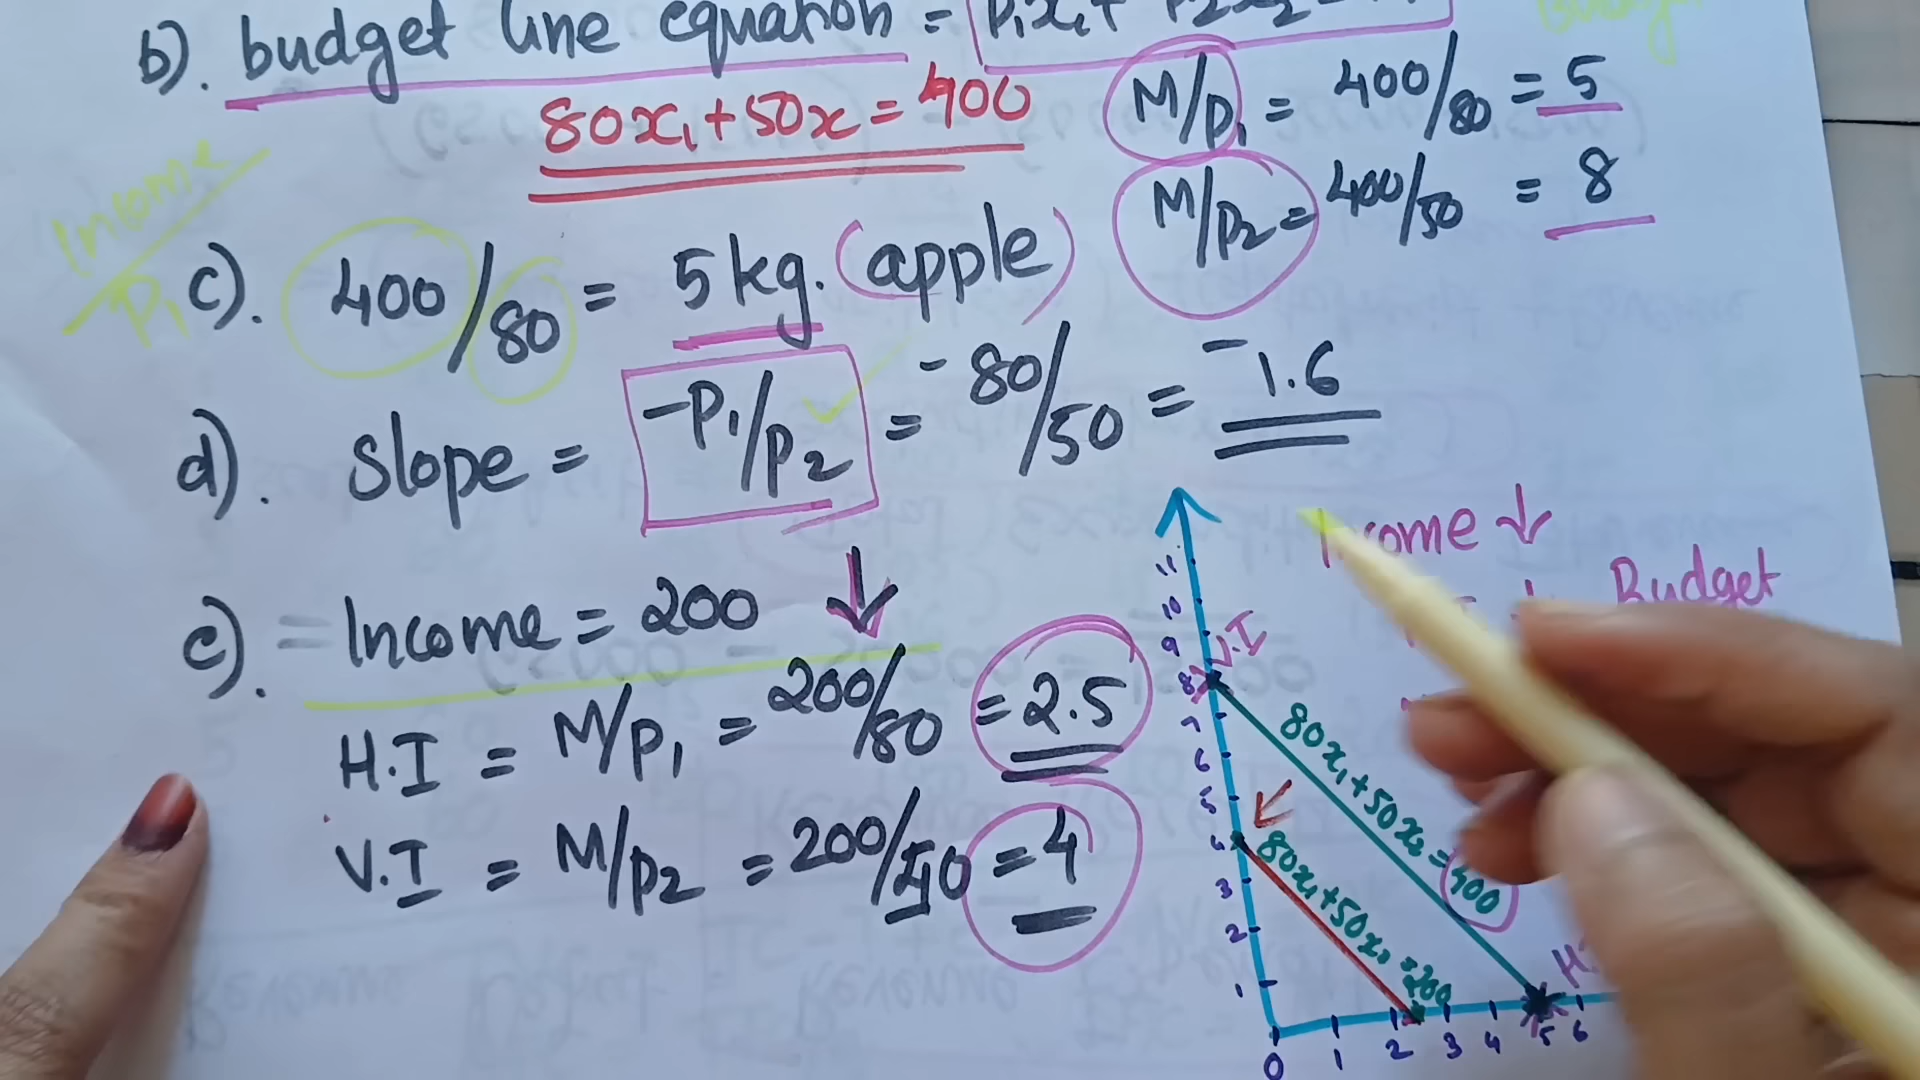 b). budget line equation = P₁x₁+ P₂x₂
Budget
80x₁+50x=400
M/P₁ = 400/80 = 5
M/P₂ = 400/50 = 8
Income
P₁
c). 400/80 = 5kg. (apple)
d). Slope = -P₁/P₂ = -80/50 = -1.6
e). = Income = 200 ↓
H.I = M/P₁ = 200/80 = 2.5
V.I = M/P₂ = 200/50 = 4
Income ↓
Budget
V.I
80x₁+50x₂=400
80x₁+50x₂=200
H.
11
10
9
8
7
6
5
4
3
2
1
0 1 2 3 4 5 6